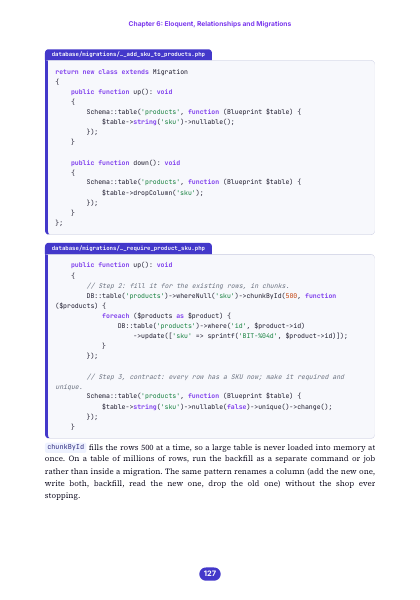 Chapter 6: Eloquent, Relationships and Migrations
database/migrations/…_add_sku_to_products.php
return new class extends Migration
{
    public function up(): void
    {
        Schema::table('products', function (Blueprint $table) {
            $table->string('sku')->nullable();
        });
    }

    public function down(): void
    {
        Schema::table('products', function (Blueprint $table) {
            $table->dropColumn('sku');
        });
    }
};
database/migrations/…_require_product_sku.php
    public function up(): void
    {
        // Step 2: fill it for the existing rows, in chunks.
        DB::table('products')->whereNull('sku')->chunkById(500, function
($products) {
            foreach ($products as $product) {
                DB::table('products')->where('id', $product->id)
                    ->update(['sku' => sprintf('BIT-%04d', $product->id)]);
            }
        });

        // Step 3, contract: every row has a SKU now; make it required and
unique.
        Schema::table('products', function (Blueprint $table) {
            $table->string('sku')->nullable(false)->unique()->change();
        });
    }
chunkById fills the rows 500 at a time, so a large table is never loaded into memory at
once. On a table of millions of rows, run the backfill as a separate command or job
rather than inside a migration. The same pattern renames a column (add the new one,
write both, backfill, read the new one, drop the old one) without the shop ever
stopping.
127